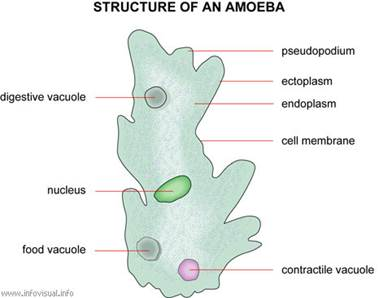 STRUCTURE OF AN AMOEBA
pseudopodium
ectoplasm
digestive vacuole
endoplasm
cell membrane
nucleus
food vacuole
contractile vacuole
www.infovisual.info